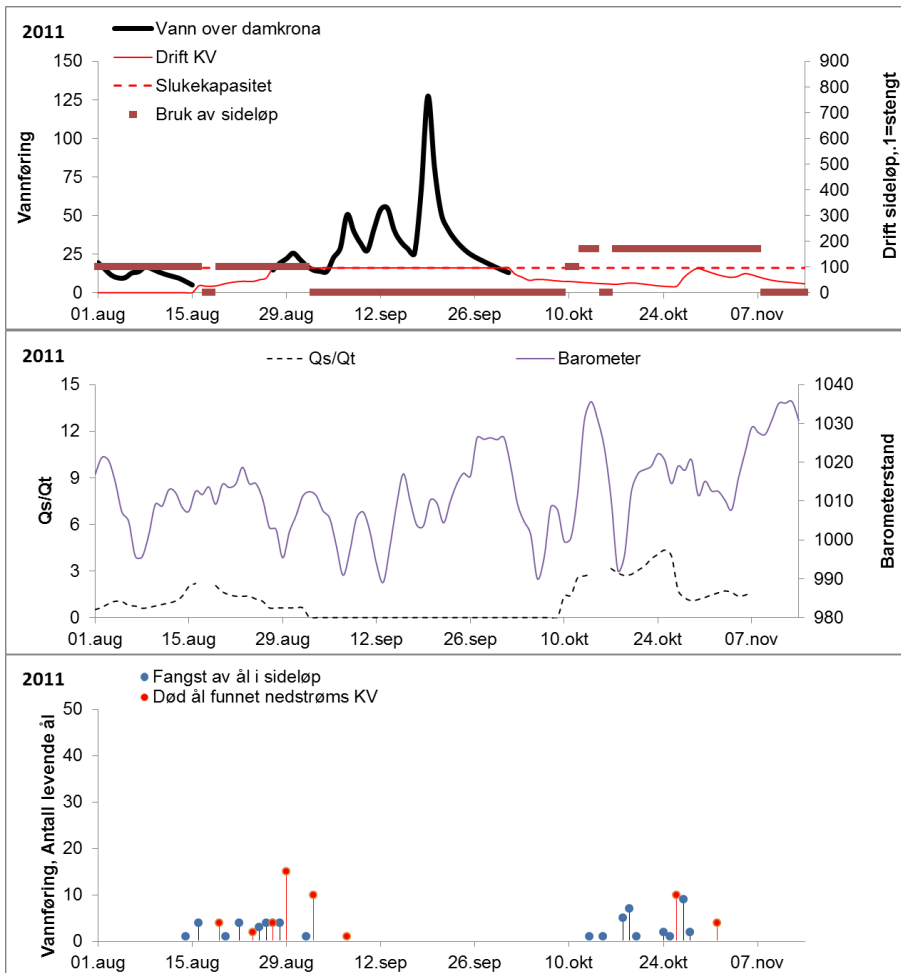 2011
Vann over damkrona
Drift KV
Slukekapasitet
Bruk av sideløp
150
125
100
75
50
25
0
Vannføring
900
800
700
600
500
400
300
200
100
0
Drift sideløp,.1=stengt
01.aug 15.aug 29.aug 12.sep 26.sep 10.okt 24.okt 07.nov
2011
Qs/Qt
Barometer
15
12
9
6
3
0
Qs/Qt
1040
1030
1020
1010
1000
990
980
Barometerstand
01.aug 15.aug 29.aug 12.sep 26.sep 10.okt 24.okt 07.nov
2011
Fangst av ål i sideløp
Død ål funnet nedstrøms KV
50
40
30
20
10
0
Vannføring, Antall levende ål
01.aug 15.aug 29.aug 12.sep 26.sep 10.okt 24.okt 07.nov